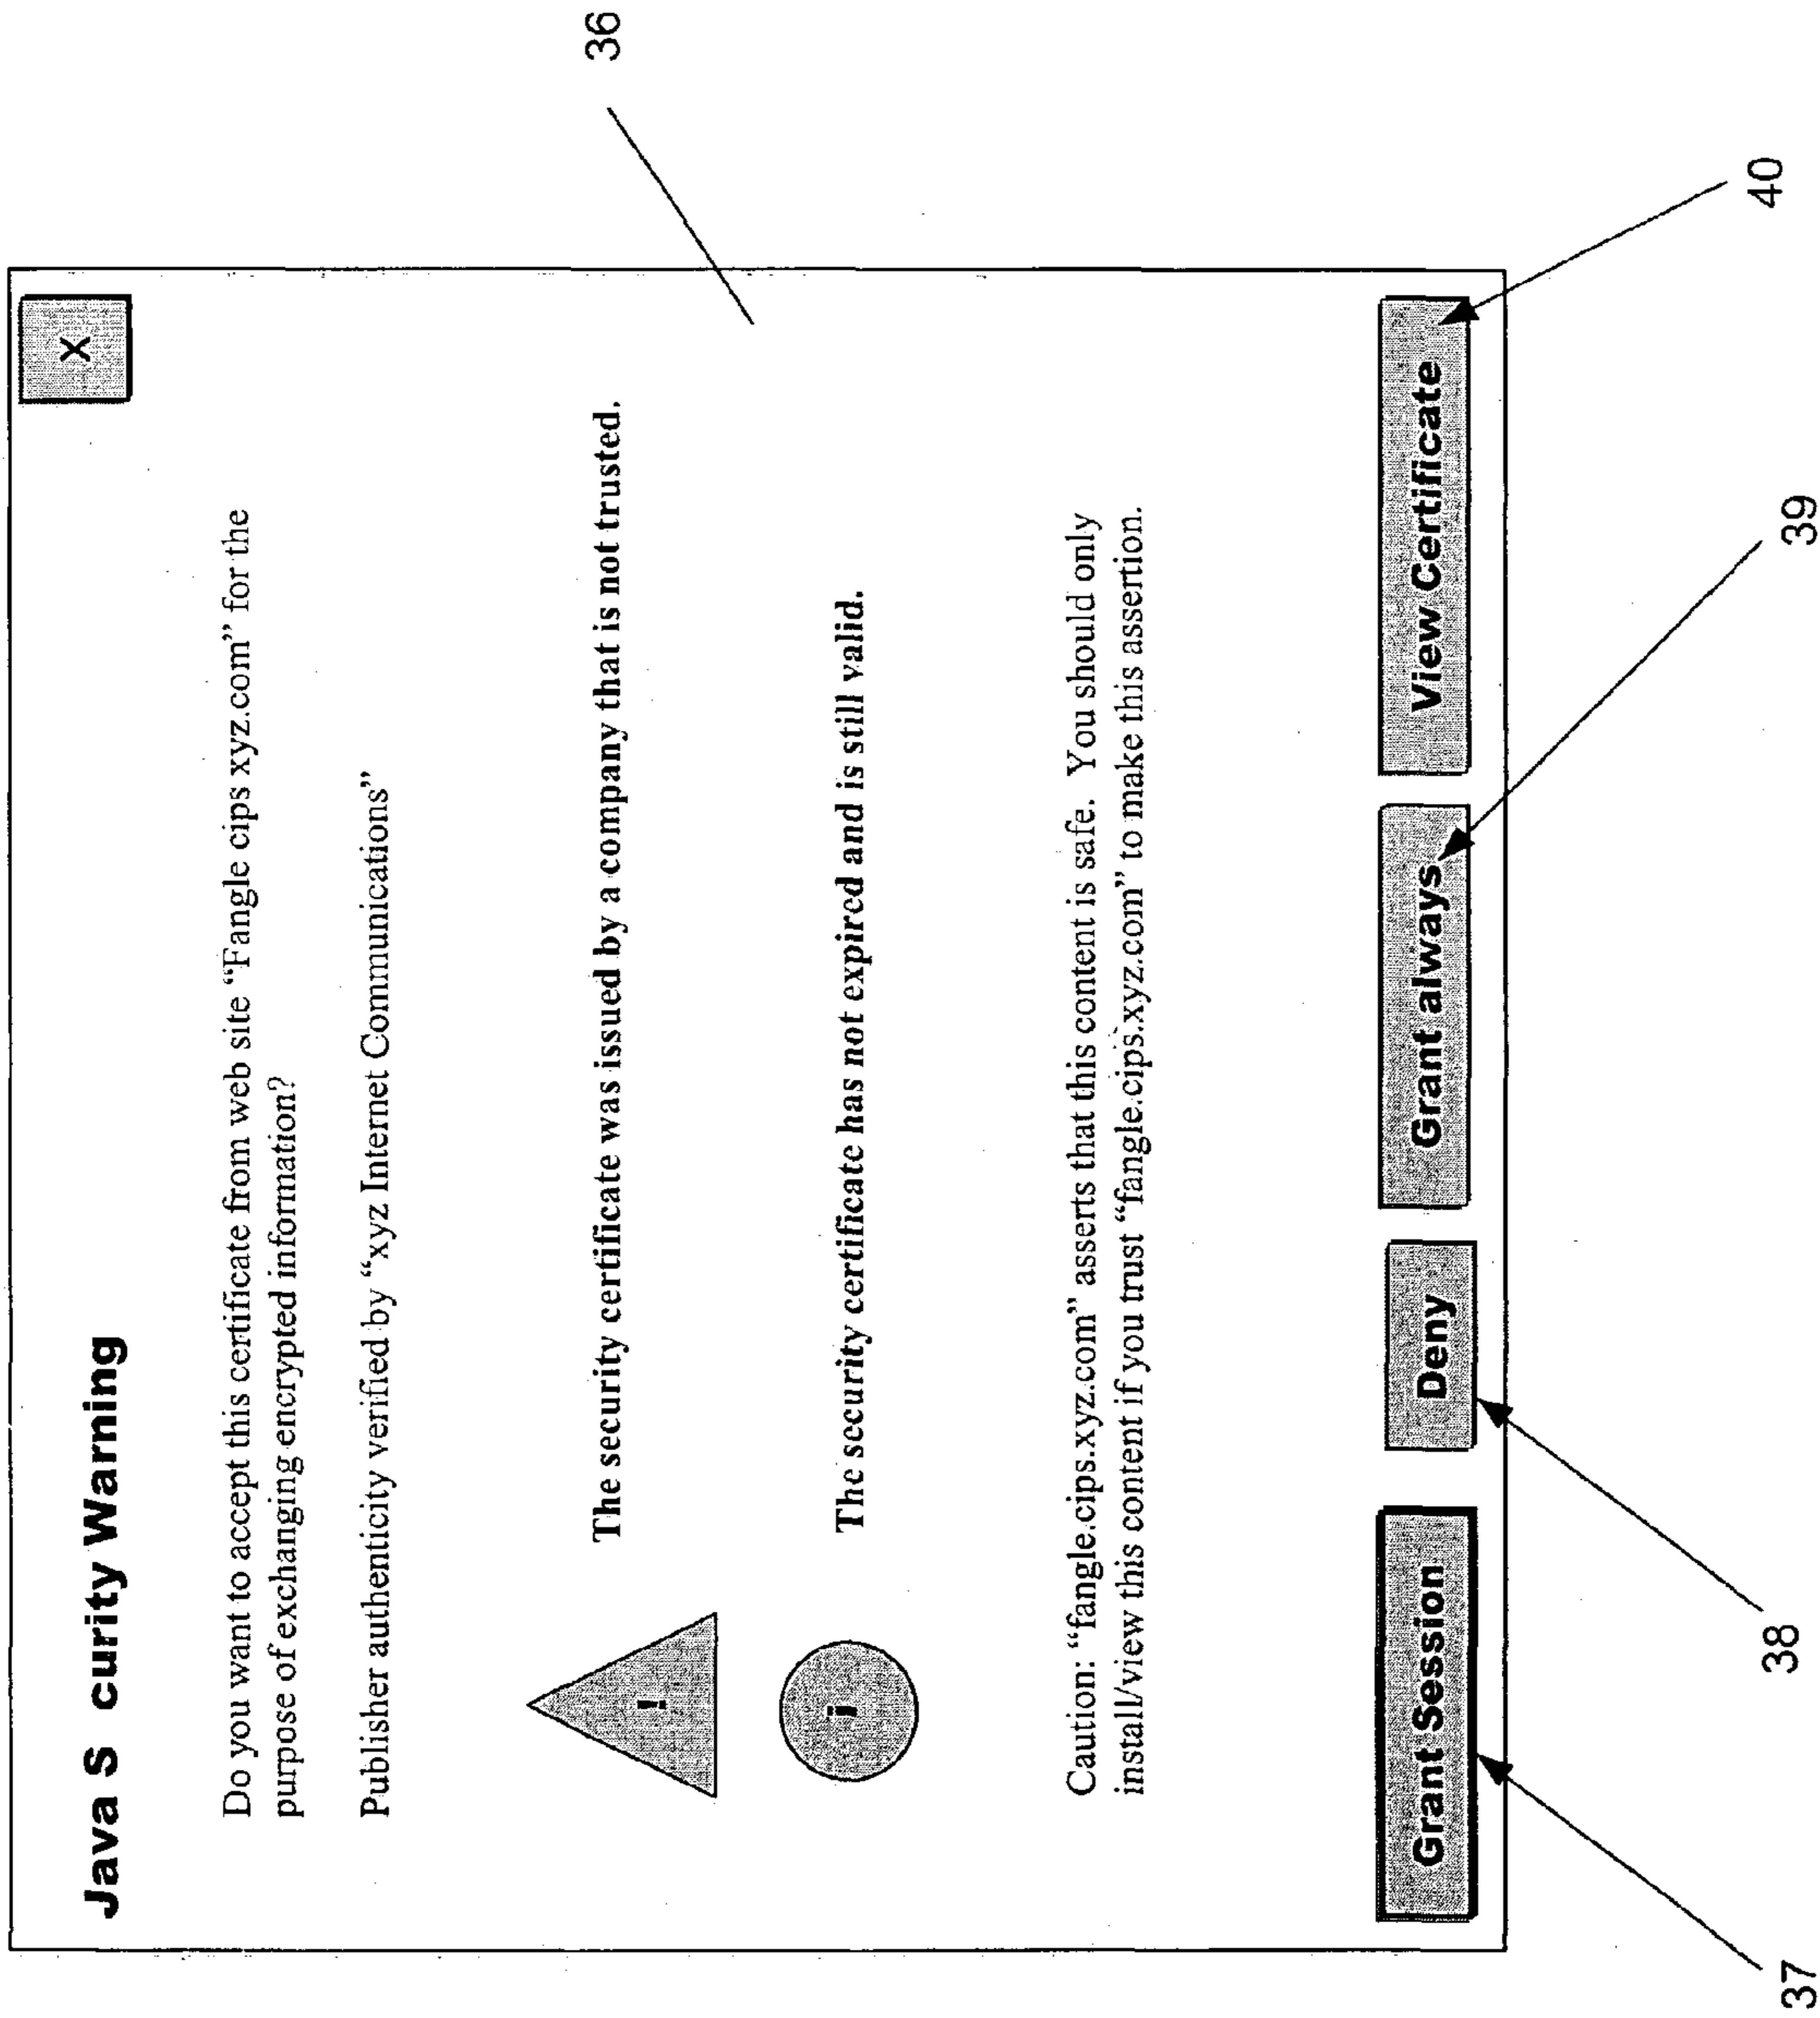 X
Java S curity Warning
Do you want to accept this certificate from web site “Fangle cips xyz.com” for the
purpose of exchanging encrypted information?
Publisher authenticity verified by “xyz Internet Communications”
! The security certificate was issued by a company that is not trusted.
i The security certificate has not expired and is still valid.
Caution: “fangle.cips.xyz.com” asserts that this content is safe. You should only
install/view this content if you trust “fangle.cips.xyz.com” to make this assertion.
Grant Session Deny Grant always View Certificate
36
37 38 39 40